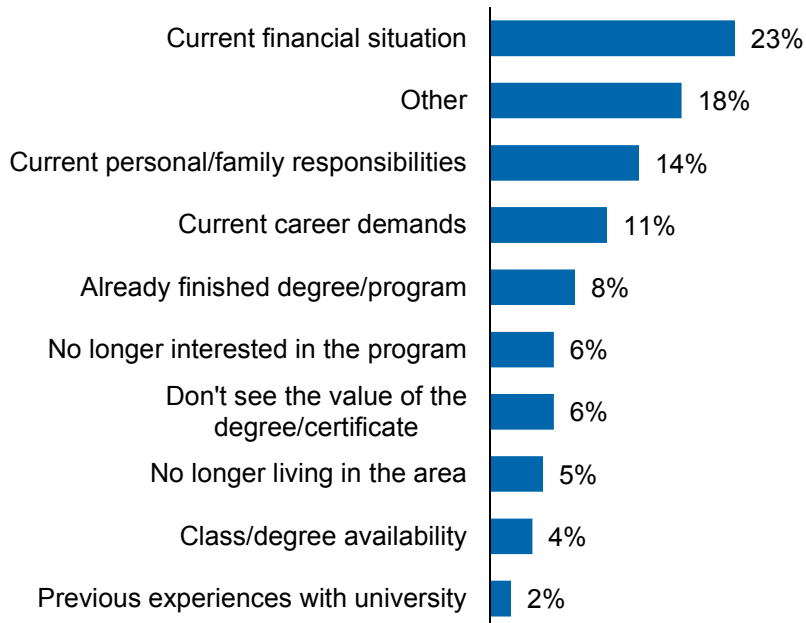 Current financial situation 23%
Other 18%
Current personal/family responsibilities 14%
Current career demands 11%
Already finished degree/program 8%
No longer interested in the program 6%
Don't see the value of the
degree/certificate 6%
No longer living in the area 5%
Class/degree availability 4%
Previous experiences with university 2%